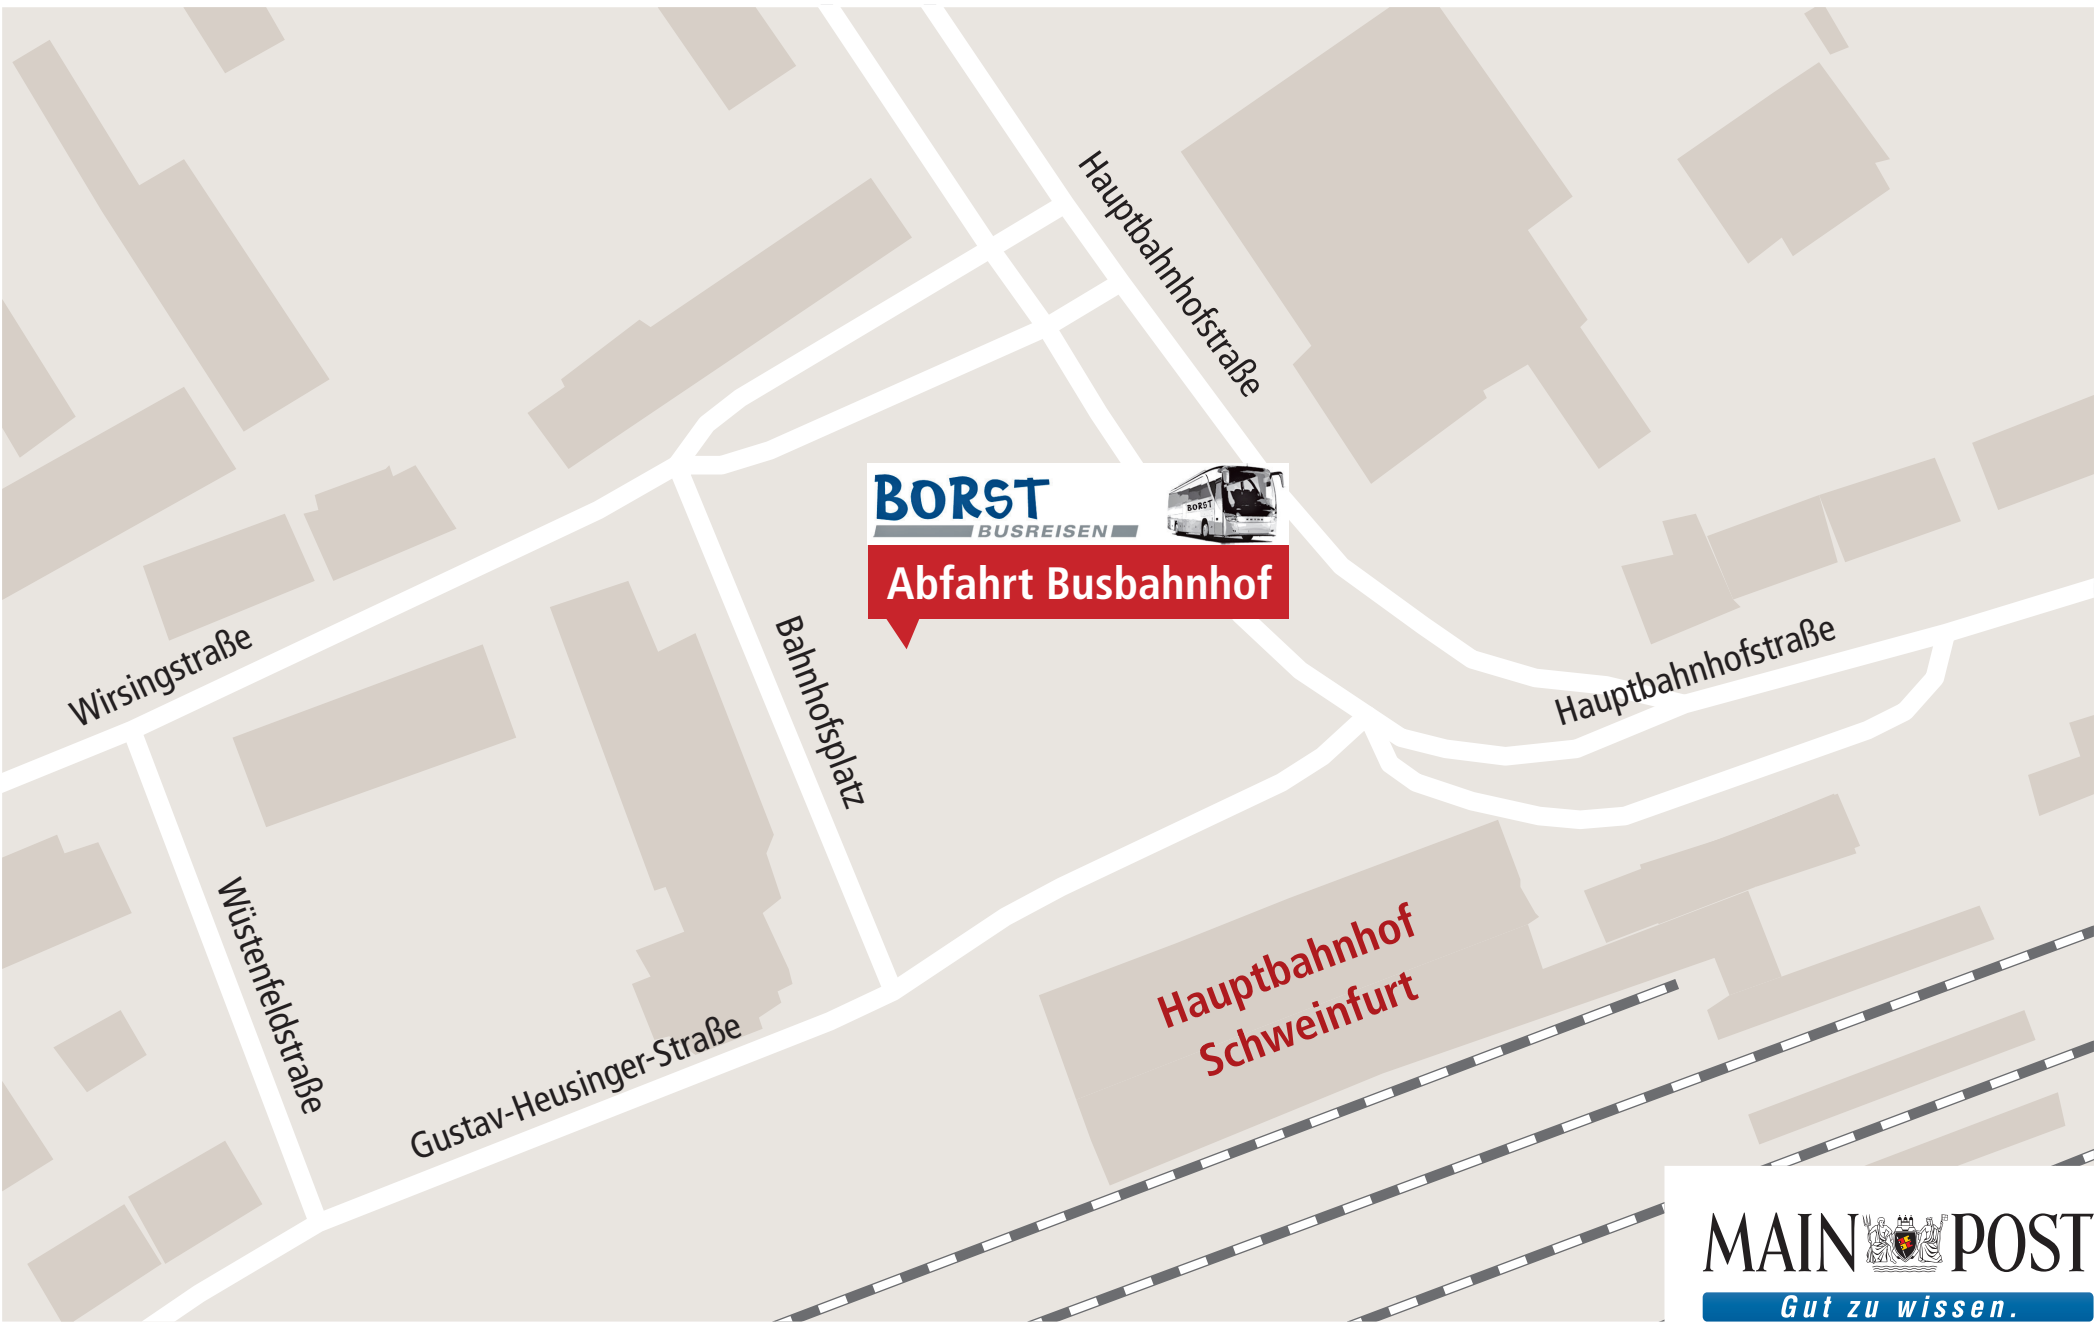 Hauptbahnhofstraße
BORST
BUSREISEN
BORST
Abfahrt Busbahnhof
Wirsingstraße
Bahnhofsplatz
Hauptbahnhofstraße
Wüstenfeldstraße
Gustav-Heusinger-Straße
Hauptbahnhof
Schweinfurt
MAIN POST
Gut zu wissen.